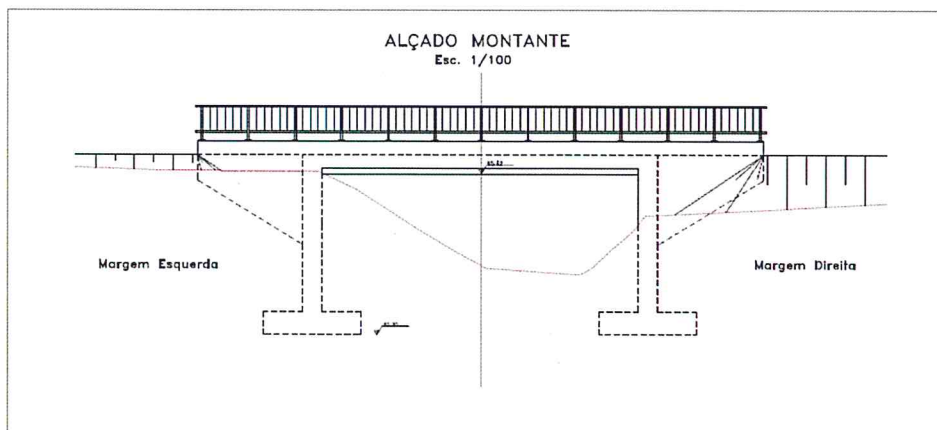 ALÇADO MONTANTE
Esc. 1/100
Margem Esquerda
Margem Direita